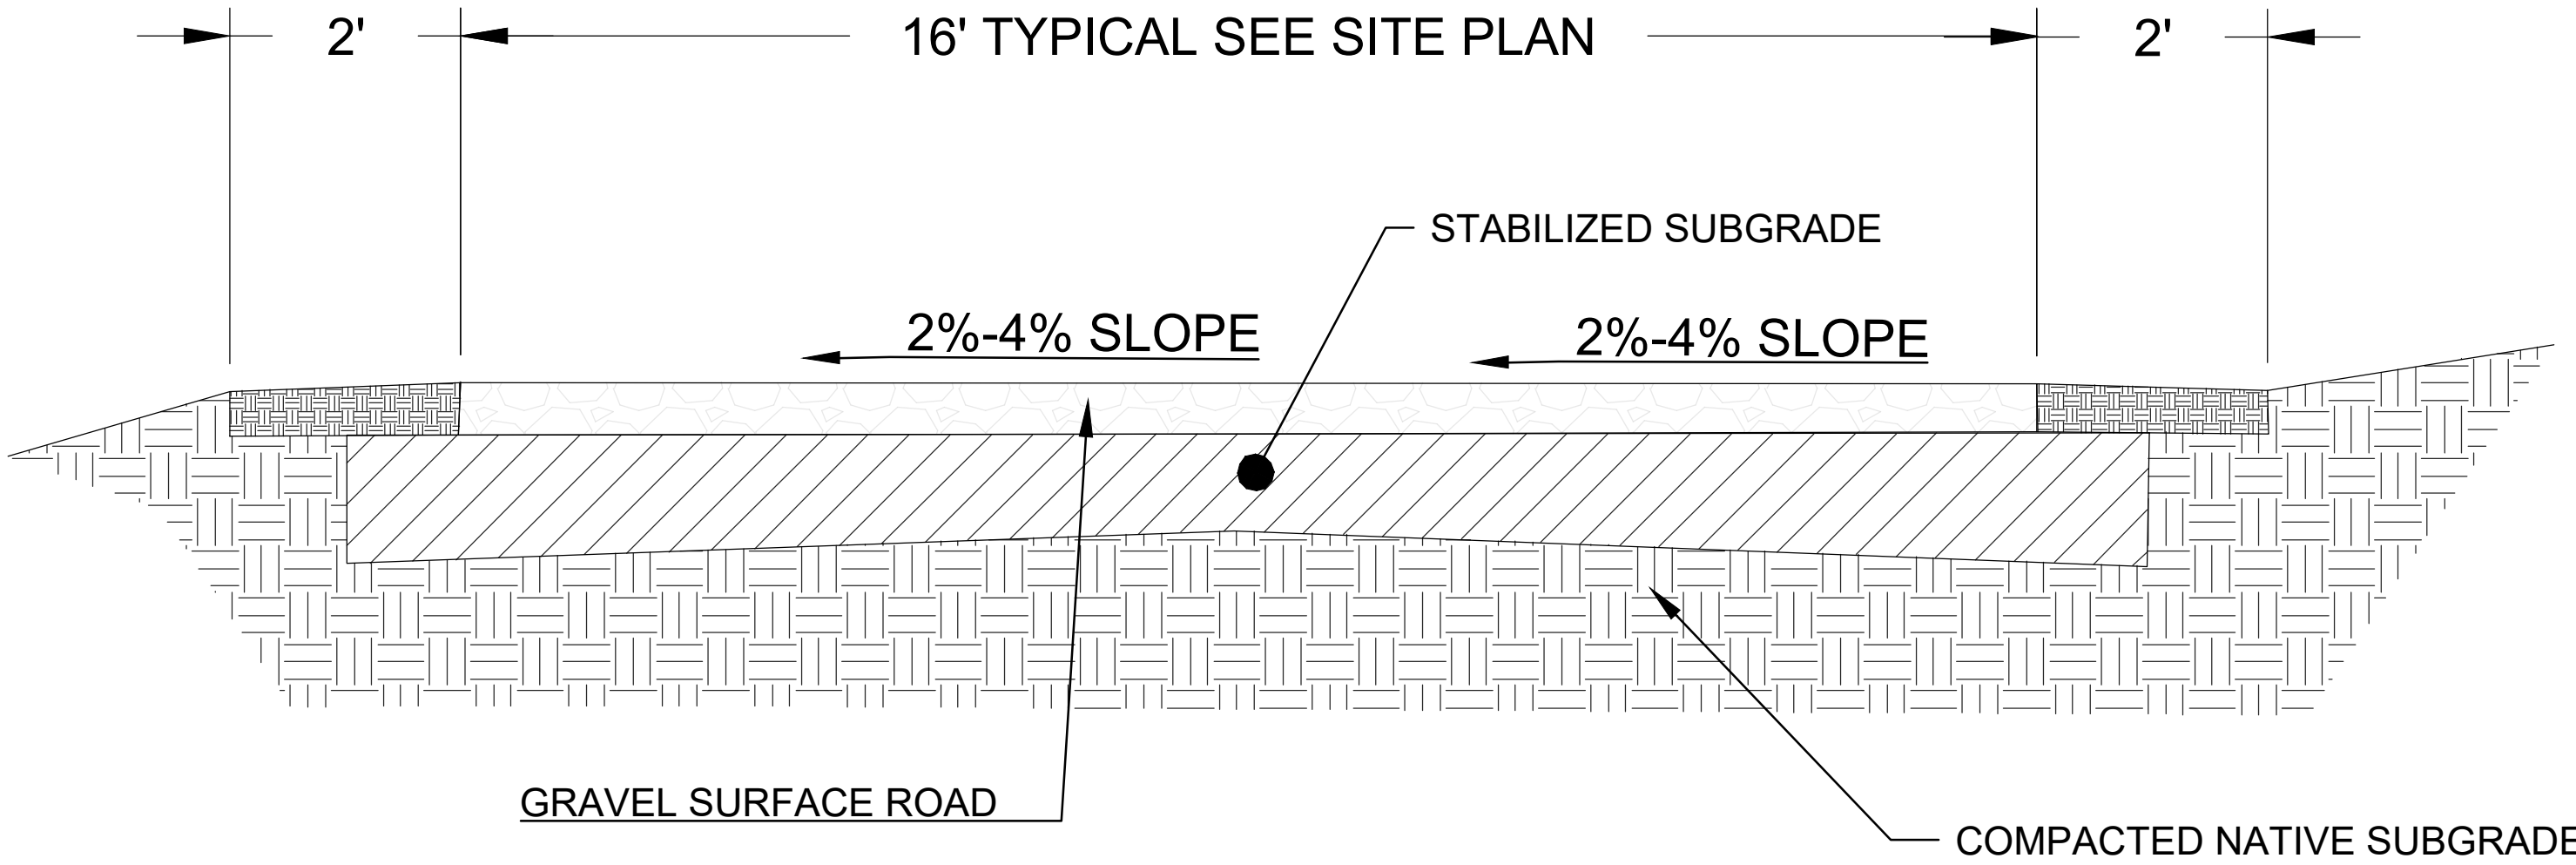 2'
16' TYPICAL SEE SITE PLAN
2'
STABILIZED SUBGRADE
2%-4% SLOPE
2%-4% SLOPE
GRAVEL SURFACE ROAD
COMPACTED NATIVE SUBGRADE